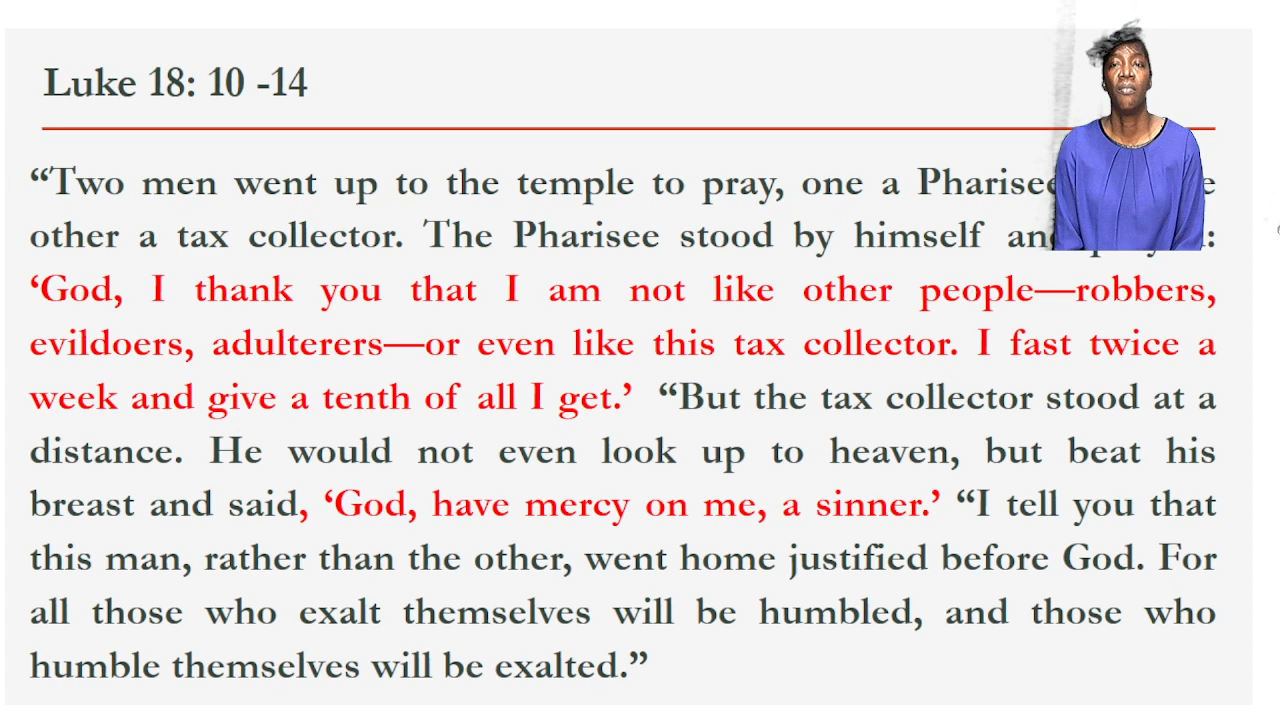 Luke 18: 10 -14
“Two men went up to the temple to pray, one a Pharisee
other a tax collector. The Pharisee stood by himself
‘God, I thank you that I am not like other people—robbers,
evildoers, adulterers—or even like this tax collector. I fast twice a
week and give a tenth of all I get.’ “But the tax collector stood at a
distance. He would not even look up to heaven, but beat his
breast and said, ‘God, have mercy on me, a sinner.’ “I tell you that
this man, rather than the other, went home justified before God. For
all those who exalt themselves will be humbled, and those who
humble themselves will be exalted.”